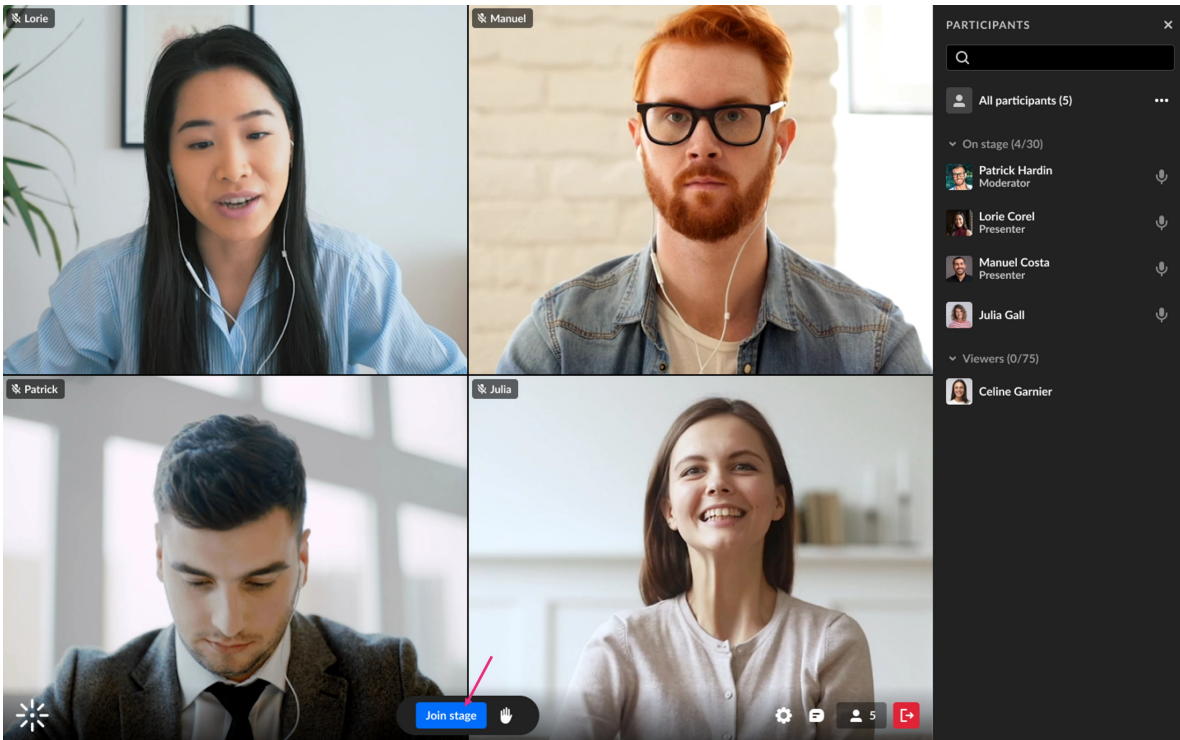 Lorie
Manuel
PARTICIPANTS
All participants (5)
On stage (4/30)
Patrick Hardin
Moderator
Lorie Corel
Presenter
Manuel Costa
Presenter
Julia Gall
Viewers (0/75)
Celine Garnier
Patrick
Julia
Join stage
5